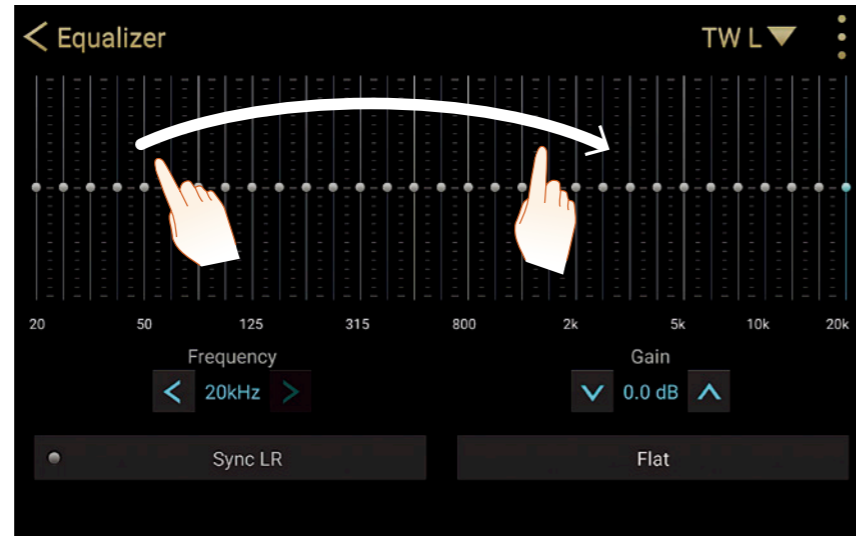 Equalizer TW L
20 50 125 315 800 2k 5k 10k 20k
Frequency Gain
20kHz 0.0 dB
Sync LR Flat